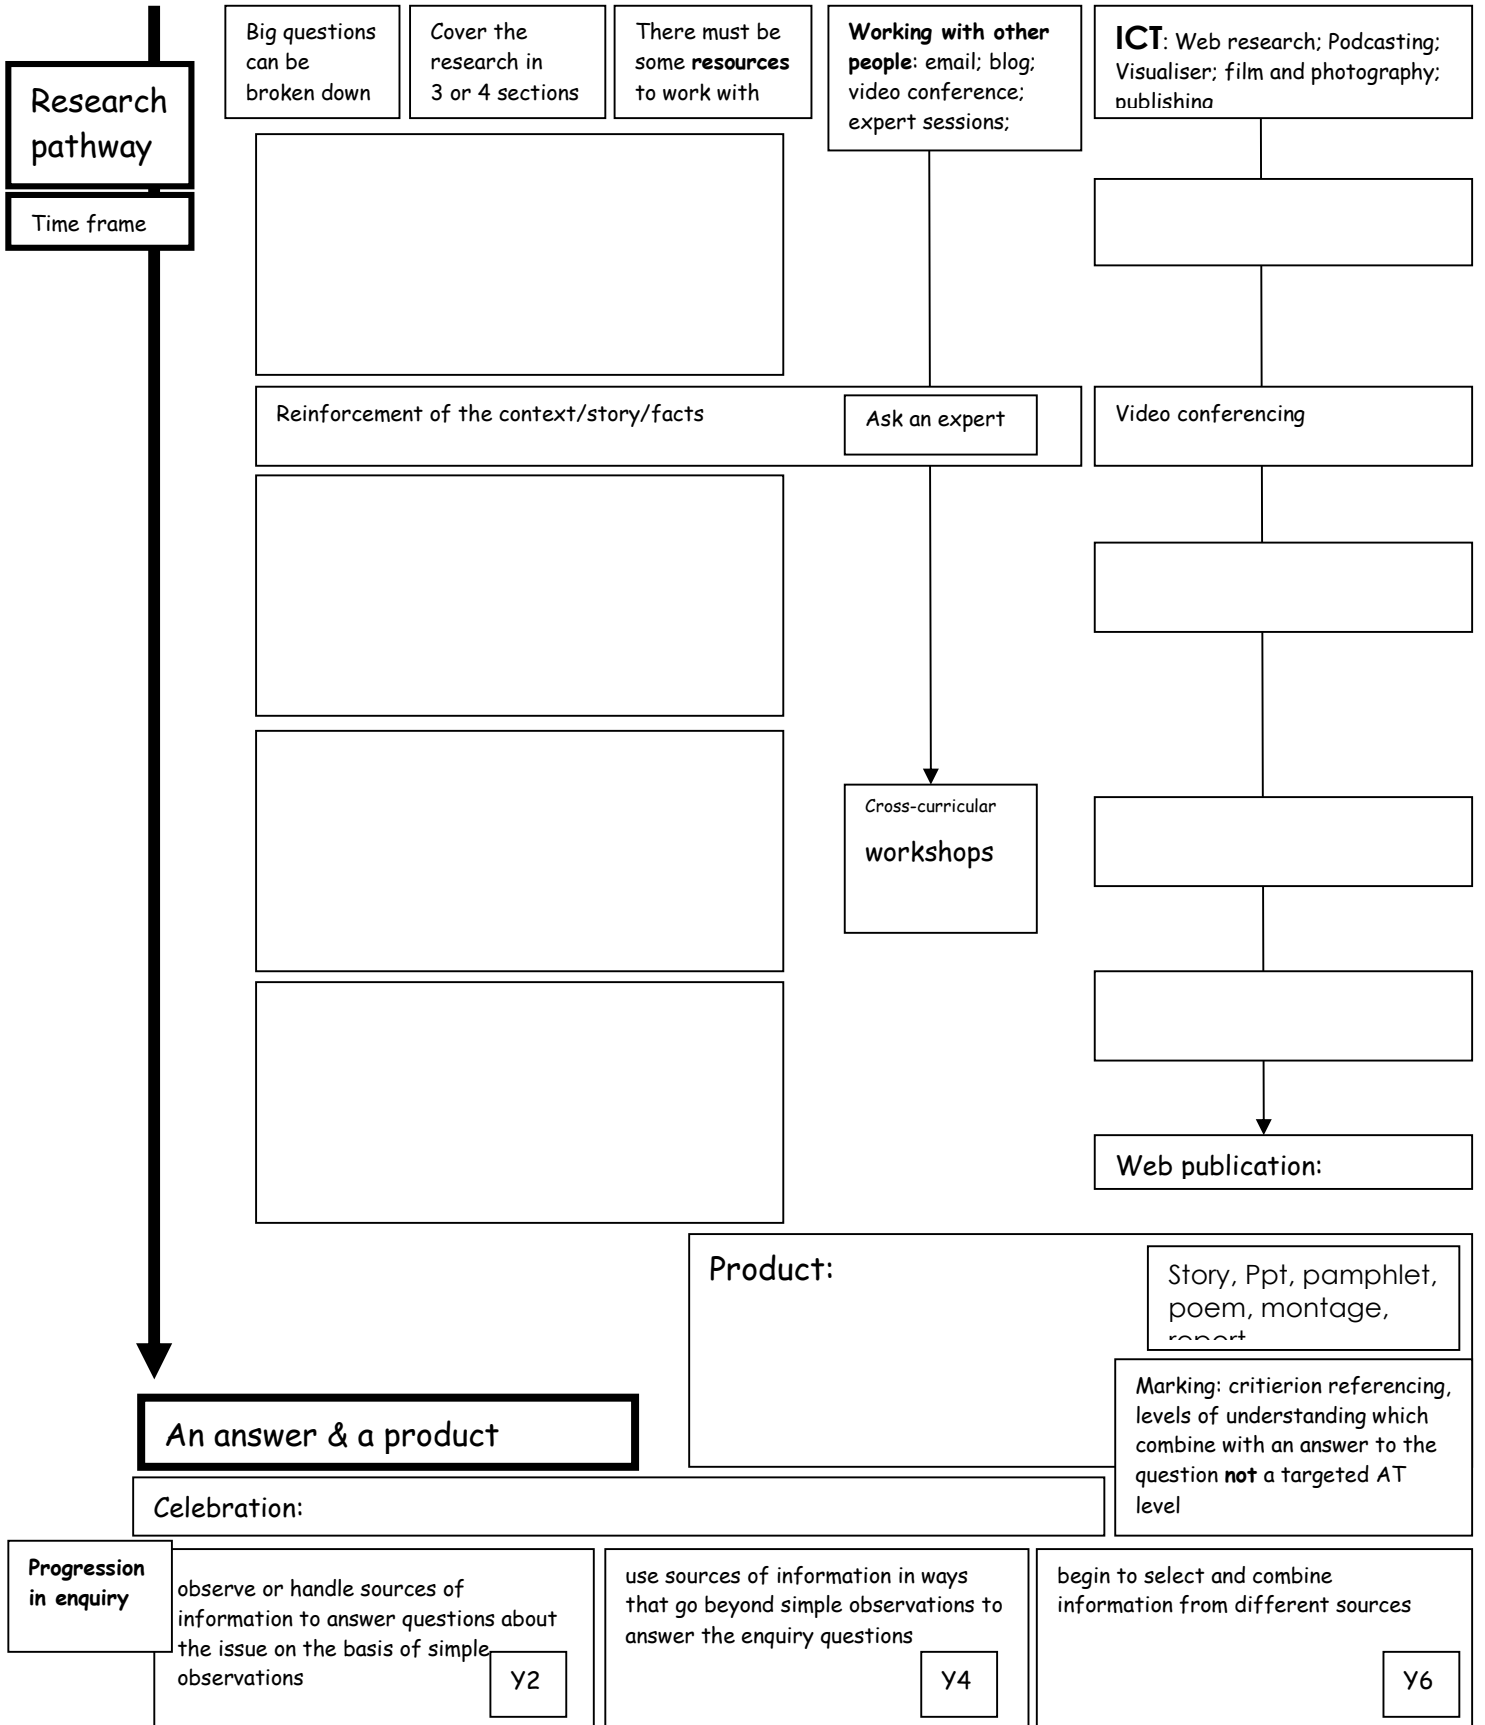 Research
pathway
Time frame
Big questions
can be
broken down
Cover the
research in
3 or 4 sections
There must be
some resources
to work with
Working with other
people: email; blog;
video conference;
expert sessions;
ICT: Web research; Podcasting;
Visualiser; film and photography;
publishing
Reinforcement of the context/story/facts
Ask an expert
Video conferencing
Cross-curricular
workshops
Web publication:
Product:
Story, Ppt, pamphlet,
poem, montage,
report
Marking: critierion referencing,
levels of understanding which
combine with an answer to the
question not a targeted AT
level
An answer & a product
Celebration:
Progression
in enquiry
observe or handle sources of
information to answer questions about
the issue on the basis of simple
observations
Y2
use sources of information in ways
that go beyond simple observations to
answer the enquiry questions
Y4
begin to select and combine
information from different sources
Y6